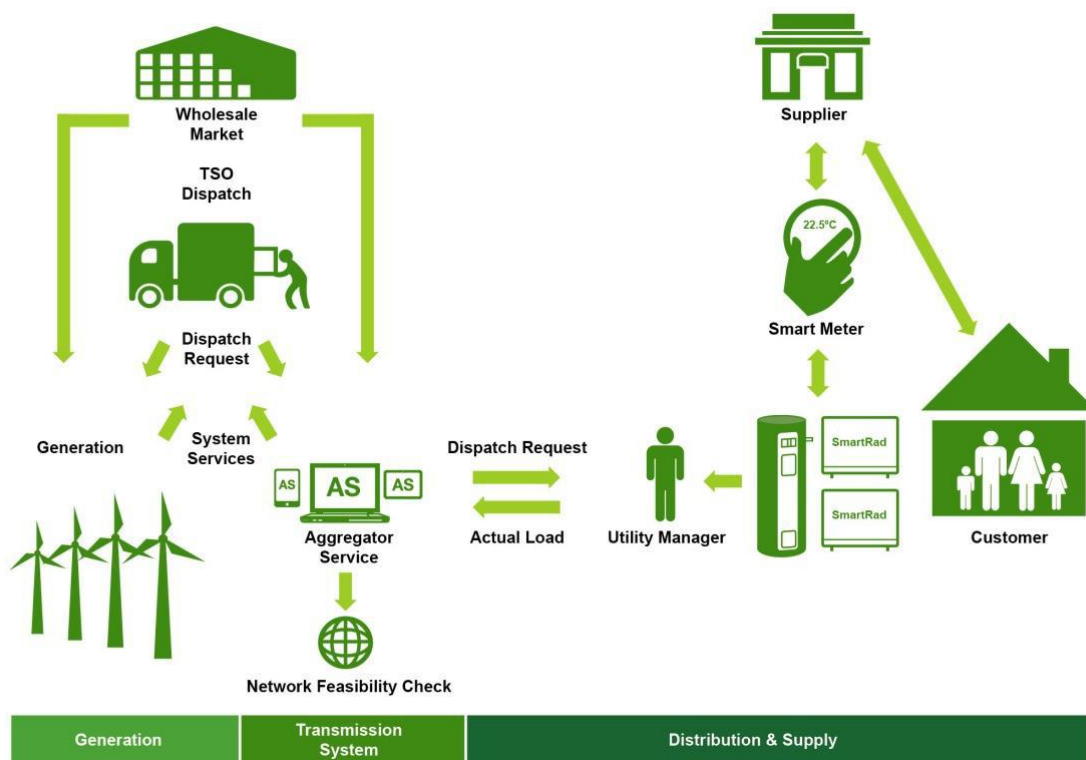 Wholesale
Market
Supplier
TSO
Dispatch
22.5ºC
Smart Meter
Dispatch
Request
Generation
System
Services
Dispatch Request
SmartRad
AS
AS
AS
SmartRad
Aggregator
Service
Actual Load
Utility Manager
Customer
Network Feasibility Check
Generation
Transmission
System
Distribution & Supply